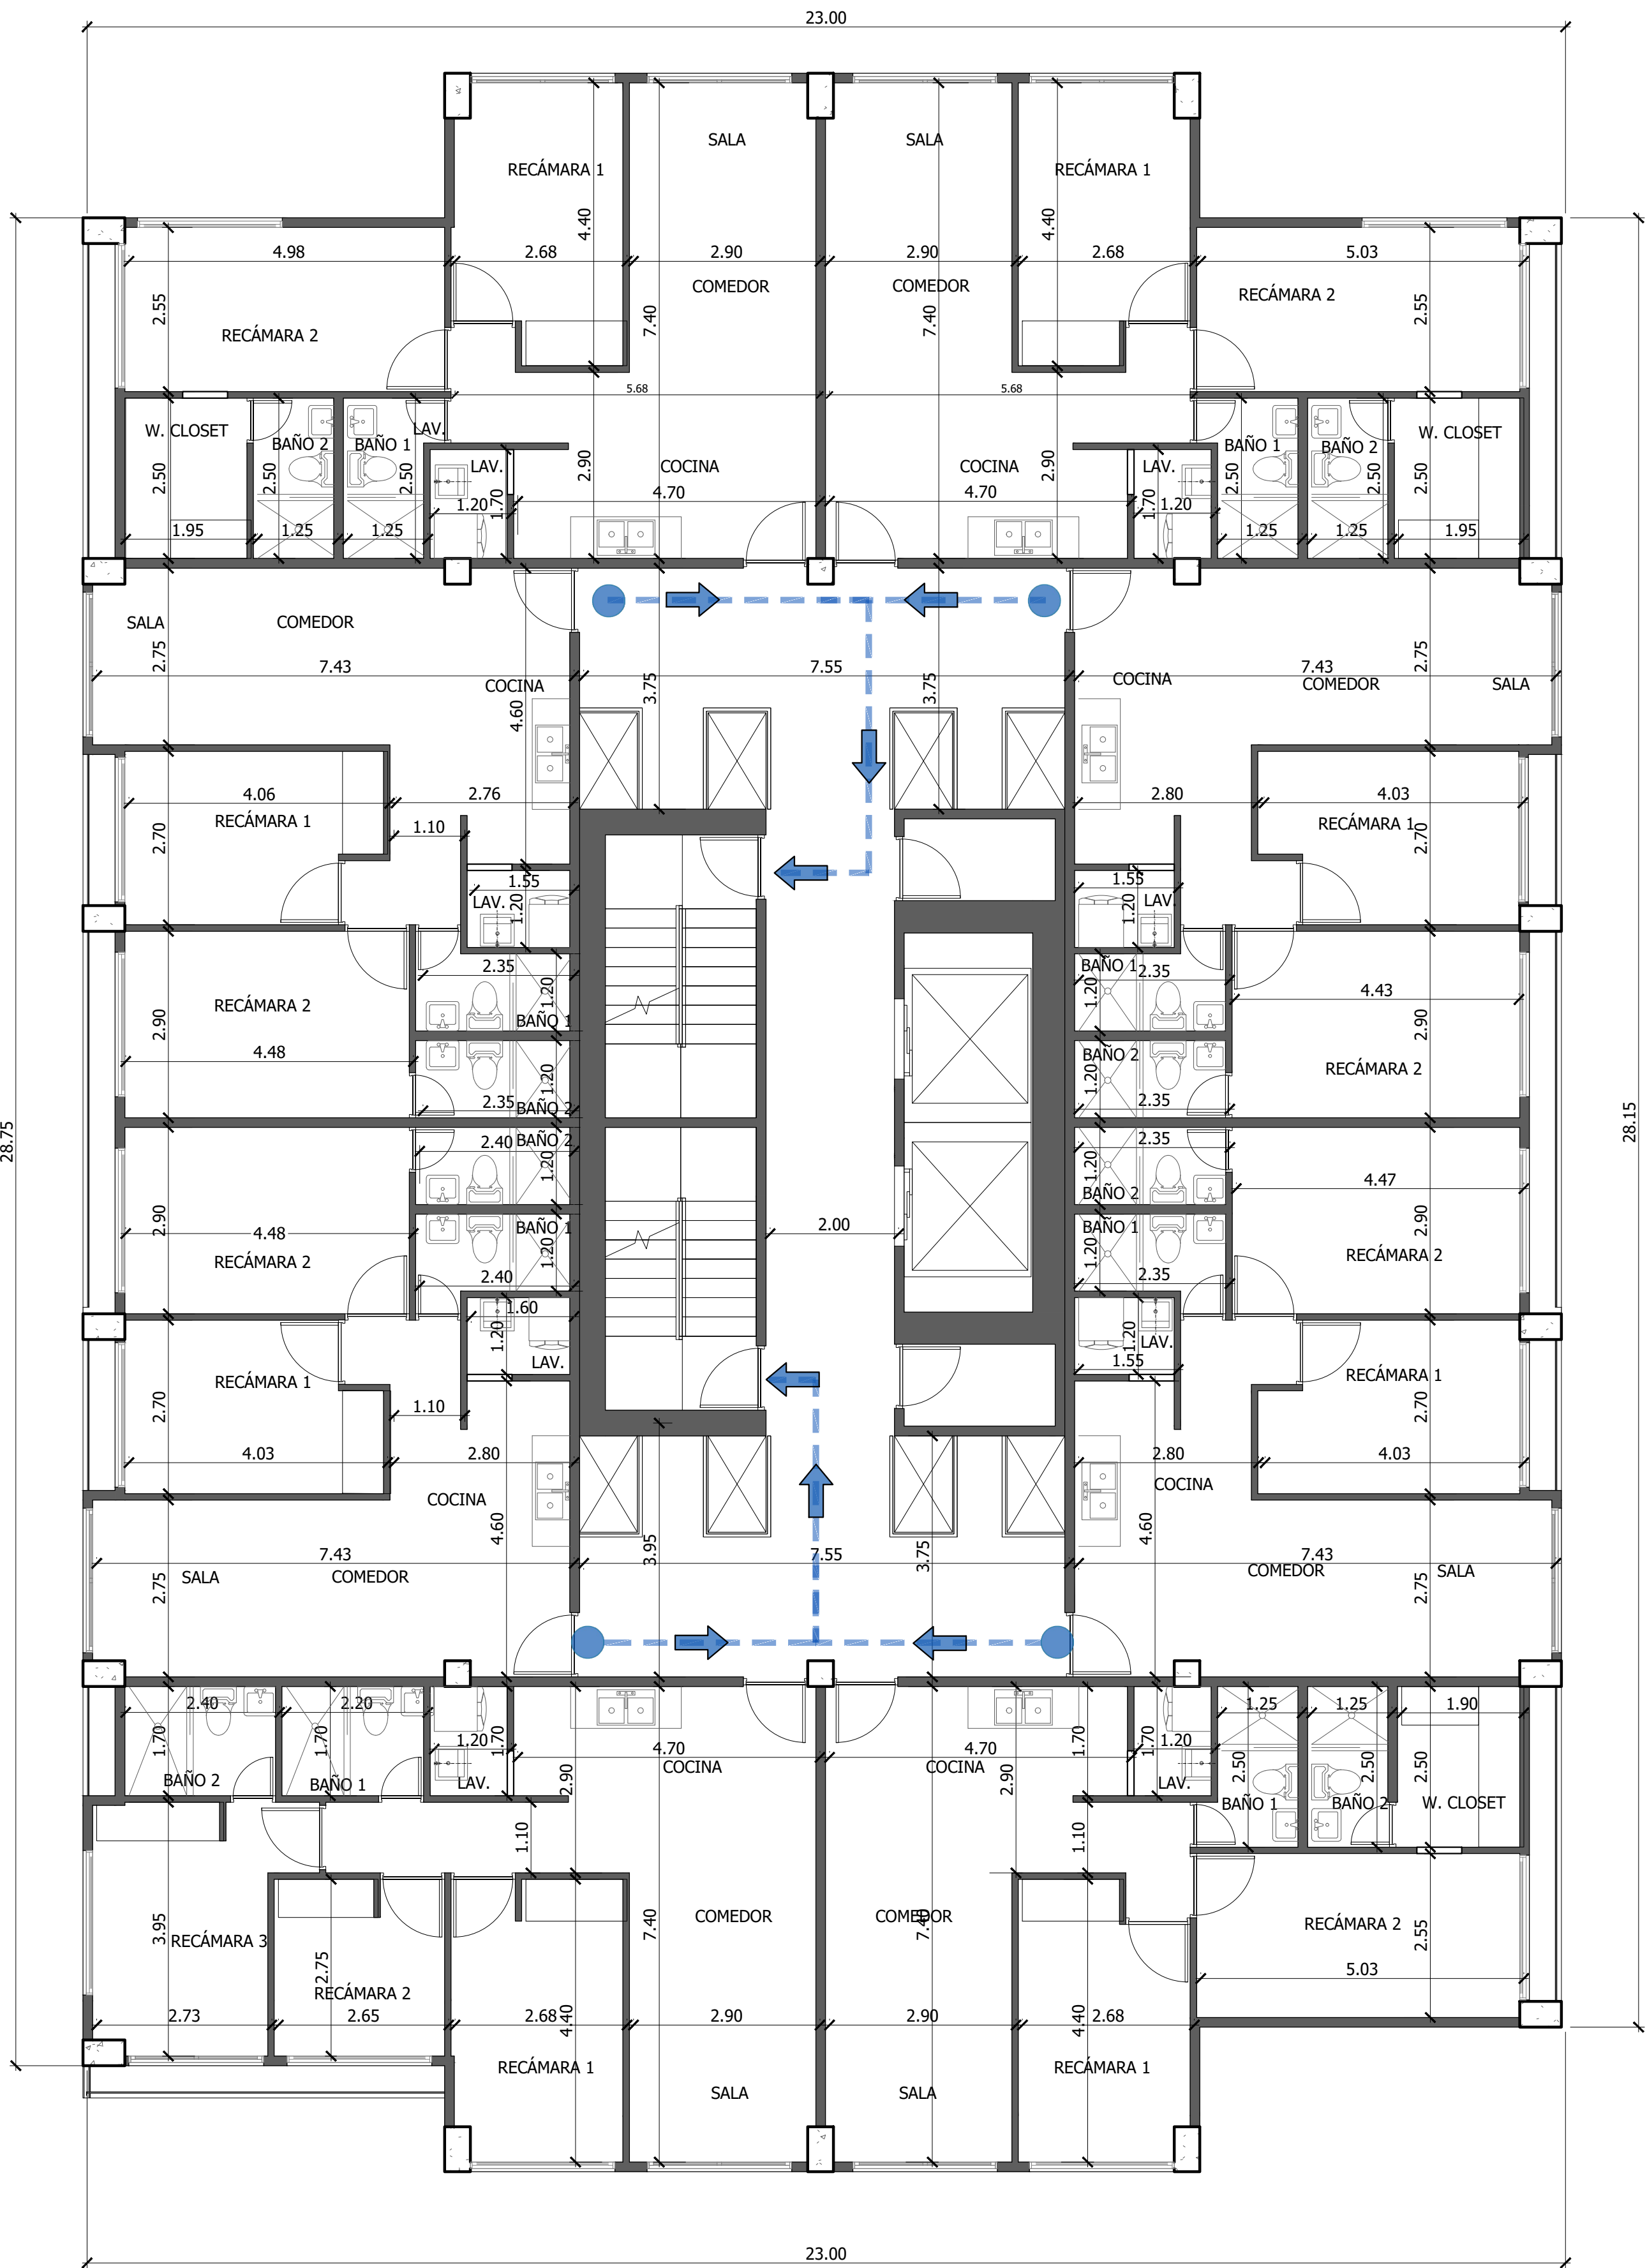 23.00
SALA
SALA
RECÁMARA 1
RECÁMARA 1
4.40
4.40
4.98
2.68
2.90
2.90
2.68
5.03
COMEDOR
COMEDOR
RECÁMARA 2
2.55
7.40
7.40
2.55
RECÁMARA 2
5.68
5.68
W. CLOSET
BAÑO 2
BAÑO 1
LAV.
LAV.
COCINA
COCINA
LAV.
BAÑO 1
BAÑO 2
W. CLOSET
2.50
2.50
2.50
1.70
2.90
4.70
4.70
2.90
1.70
2.50
2.50
2.50
1.95
1.25
1.25
1.20
1.20
1.25
1.25
1.95
SALA
COMEDOR
2.75
7.43
COCINA
4.60
3.75
7.55
3.75
COCINA
7.43
COMEDOR
2.75
SALA
4.06
2.76
2.80
4.03
RECÁMARA 1
2.70
1.10
RECÁMARA 1
2.70
1.55
LAV.
1.20
1.55
LAV.
1.20
2.35
1.20
BAÑO 1
BAÑO 1
2.35
1.20
RECÁMARA 2
2.90
4.48
4.43
2.90
RECÁMARA 2
2.35
1.20
BAÑO 2
BAÑO 2
1.20
2.35
28.75
28.15
2.40
BAÑO 2
1.20
2.35
1.20
BAÑO 2
4.47
2.90
4.48
RECÁMARA 2
BAÑO 1
1.20
2.40
2.00
BAÑO 1
1.20
2.35
2.90
RECÁMARA 2
1.60
1.20
LAV.
1.20
LAV.
1.55
RECÁMARA 1
2.70
1.10
4.03
2.80
RECÁMARA 1
2.70
2.80
4.03
COCINA
4.60
COCINA
4.60
7.43
3.95
7.55
3.75
7.43
SALA
COMEDOR
2.75
COMEDOR
SALA
2.75
2.40
2.20
1.70
1.70
1.20
1.70
BAÑO 2
BAÑO 1
LAV.
2.90
4.70
COCINA
4.70
COCINA
2.90
1.70
1.70
1.20
LAV.
1.25
1.25
1.90
2.50
2.50
2.50
BAÑO 1
BAÑO 2
W. CLOSET
1.10
1.10
3.95
RECÁMARA 3
2.75
RECÁMARA 2
7.40
COMEDOR
COMEDOR
7.40
RECÁMARA 2
2.55
5.03
2.73
2.65
2.68
4.40
2.90
2.90
4.40
2.68
RECÁMARA 1
RECÁMARA 1
SALA
SALA
23.00